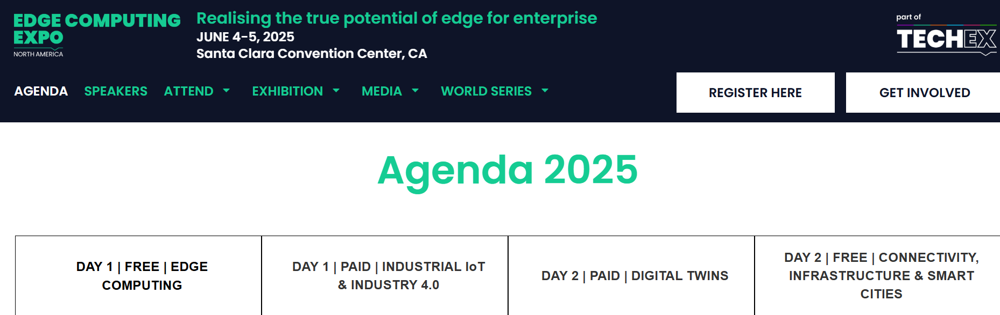 EDGE COMPUTING
EXPO
NORTH AMERICA
Realising the true potential of edge for enterprise
JUNE 4-5, 2025
Santa Clara Convention Center, CA
part of
TECHEX
AGENDA SPEAKERS ATTEND EXHIBITION MEDIA WORLD SERIES
REGISTER HERE
GET INVOLVED
Agenda 2025
DAY 1 | FREE | EDGE
COMPUTING
DAY 1 | PAID | INDUSTRIAL IoT
& INDUSTRY 4.0
DAY 2 | PAID | DIGITAL TWINS
DAY 2 | FREE | CONNECTIVITY,
INFRASTRUCTURE & SMART
CITIES